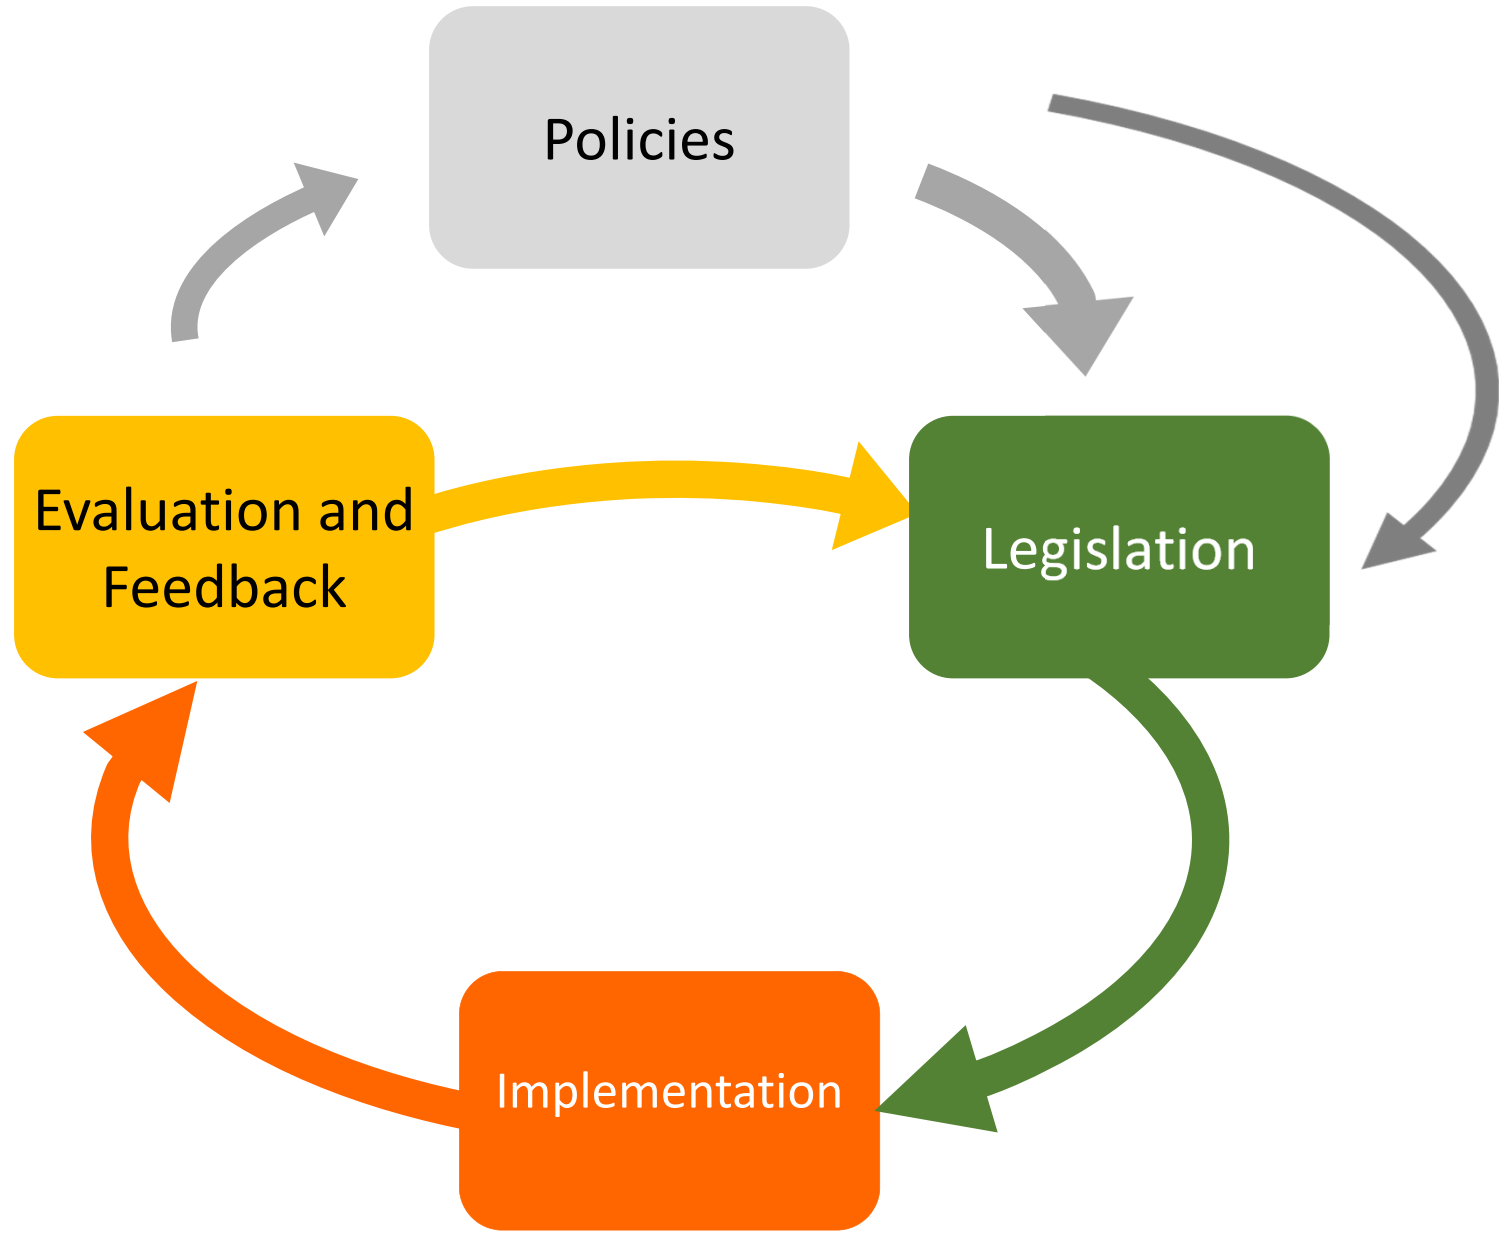 Policies
Evaluation and
Feedback
Legislation
Implementation